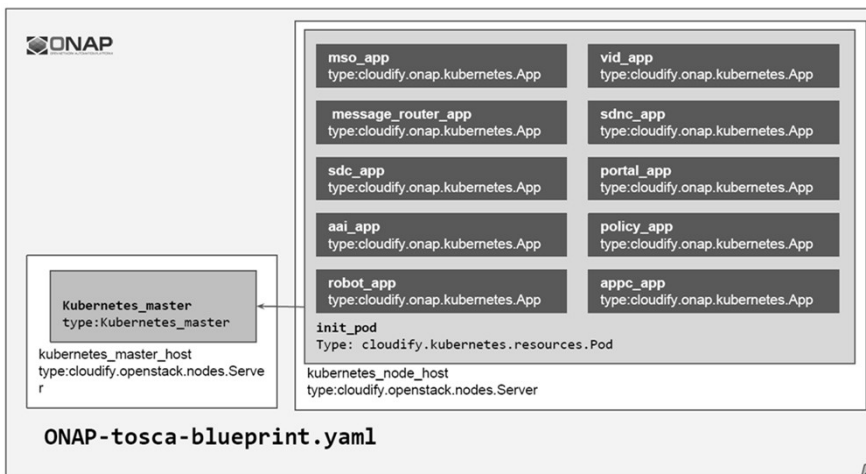 ONAP
mso_app
type:cloudify.onap.kubernetes.App
vid_app
type:cloudify.onap.kubernetes.App
message_router_app
type:cloudify.onap.kubernetes.App
sdnc_app
type:cloudify.onap.kubernetes.App
sdc_app
type:cloudify.onap.kubernetes.App
portal_app
type:cloudify.onap.kubernetes.App
aai_app
type:cloudify.onap.kubernetes.App
policy_app
type:cloudify.onap.kubernetes.App
robot_app
type:cloudify.onap.kubernetes.App
appc_app
type:cloudify.onap.kubernetes.App
init_pod
Type: cloudify.kubernetes.resources.Pod
kubernetes_node_host
type:cloudify.openstack.nodes.Server
Kubernetes_master
type:Kubernetes_master
kubernetes_master_host
type:cloudify.openstack.nodes.Serve
r
ONAP-tosca-blueprint.yaml